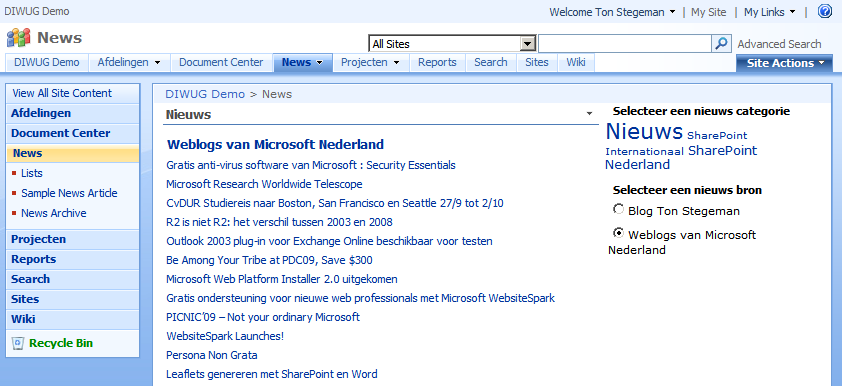 DIWUG Demo
Welcome Ton Stegeman | My Site | My Links |
News
All Sites
Advanced Search
DIWUG Demo Afdelingen Document Center News Projecten Reports Search Sites Wiki
Site Actions
View All Site Content
Afdelingen
Document Center
News
Lists
Sample News Article
News Archive
Projecten
Reports
Search
Sites
Wiki
Recycle Bin
DIWUG Demo > News
Nieuws
Weblogs van Microsoft Nederland
Gratis anti-virus software van Microsoft : Security Essentials
Microsoft Research Worldwide Telescope
CvDUR Studiereis naar Boston, San Francisco en Seattle 27/9 tot 2/10
R2 is niet R2: het verschil tussen 2003 en 2008
Outlook 2003 plug-in voor Exchange Online beschikbaar voor testen
Be Among Your Tribe at PDC09, Save $300
Microsoft Web Platform Installer 2.0 uitgekomen
Gratis ondersteuning voor nieuwe web professionals met Microsoft WebsiteSpark
PICNIC’09 – Not your ordinary Microsoft
WebsiteSpark Launches!
Persona Non Grata
Leaflets genereren met SharePoint en Word
Selecteer een nieuws categorie
Nieuws SharePoint
Internationaal SharePoint
Nederland
Selecteer een nieuws bron
Blog Ton Stegeman
Weblogs van Microsoft
Nederland